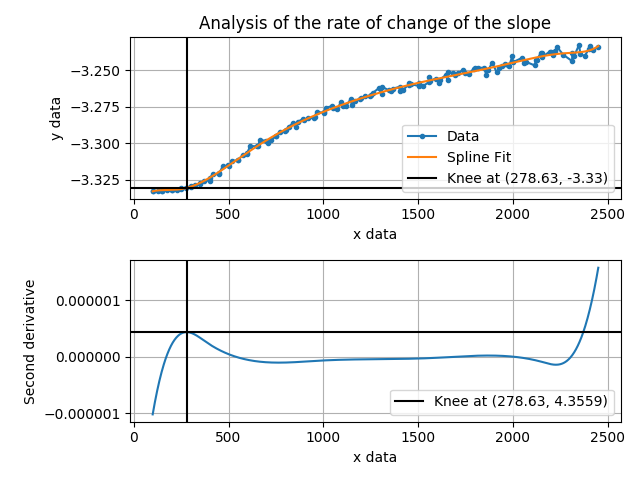 Analysis of the rate of change of the slope
y data
−3.250
−3.275
−3.300
−3.325
Data
Spline Fit
Knee at (278.63, -3.33)
0 500 1000 1500 2000 2500
x data
Second derivative
0.000001
0.000000
−0.000001
Knee at (278.63, 4.3559)
0 500 1000 1500 2000 2500
x data